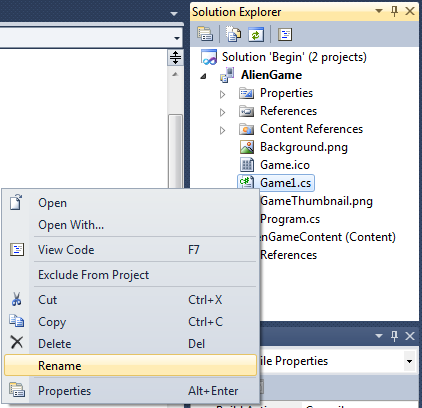 Solution Explorer
Solution 'Begin' (2 projects)
AlienGame
Properties
References
Content References
Background.png
Game.ico
Game1.cs
GameThumbnail.png
Program.cs
enGameContent (Content)
References
Open
Open With...
View Code F7
Exclude From Project
Cut Ctrl+X
Copy Ctrl+C
Delete Del
Rename
Properties Alt+Enter
ile Properties